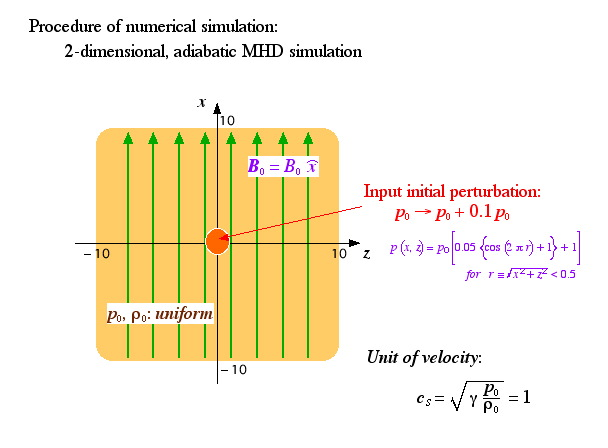 Procedure of numerical simulation:
2-dimensional, adiabatic MHD simulation
x
10
B₀ = B₀ x̂
Input initial perturbation:
p₀ → p₀ + 0.1 p₀
p (x, z) = p₀ [0.05 {cos (2 π r) + 1} + 1]
for r ≡ √x² + z² < 0.5
– 10
10
z
p₀, ρ₀: uniform
– 10
Unit of velocity:
c_S = √γ p₀/ρ₀ = 1